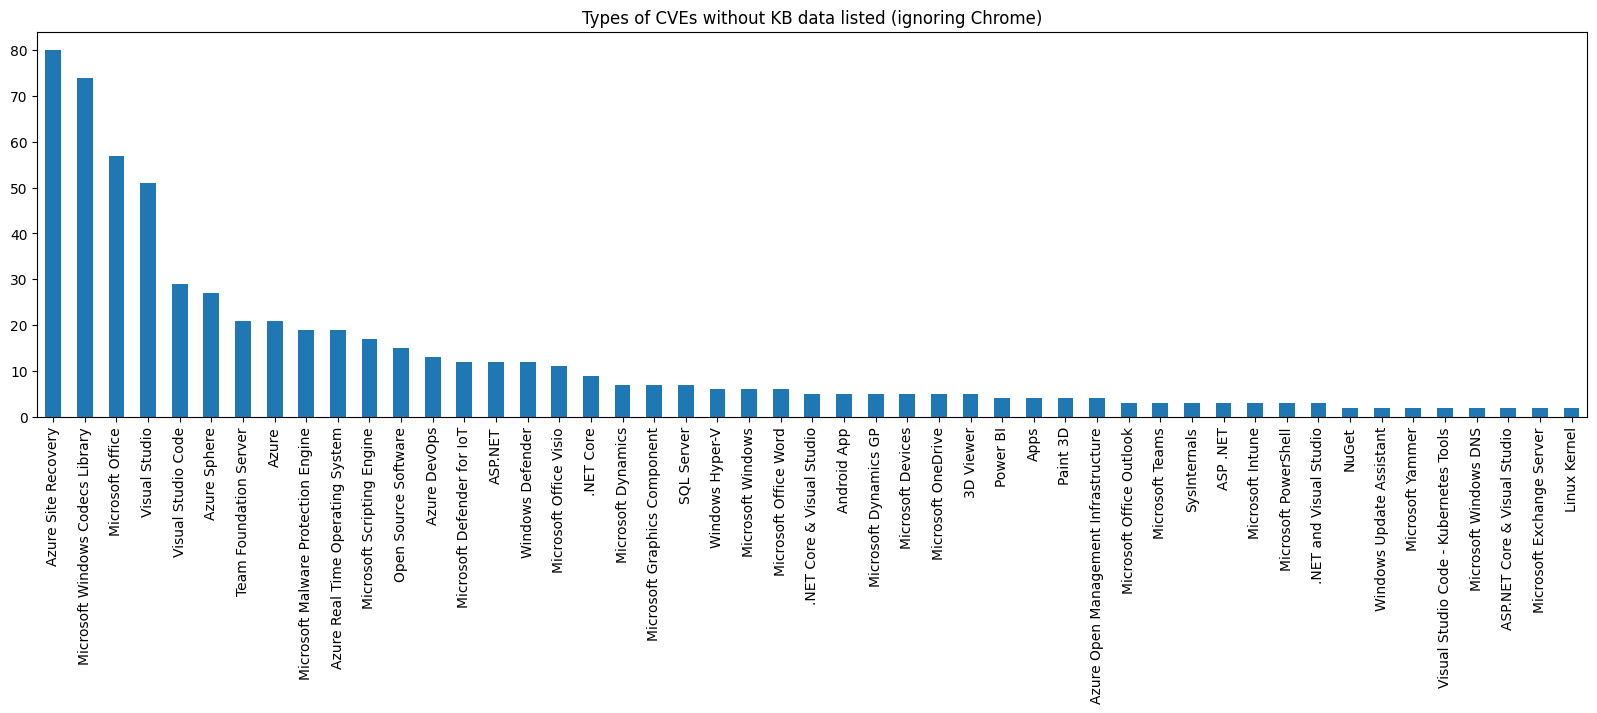 Types of CVEs without KB data listed (ignoring Chrome)
80
70
60
50
40
30
20
10
0
Azure Site Recovery
Microsoft Windows Codecs Library
Microsoft Office
Visual Studio
Visual Studio Code
Azure Sphere
Team Foundation Server
Azure
Microsoft Malware Protection Engine
Azure Real Time Operating System
Microsoft Scripting Engine
Open Source Software
Azure DevOps
Microsoft Defender for IoT
ASP.NET
Windows Defender
Microsoft Office Visio
.NET Core
Microsoft Dynamics
Microsoft Graphics Component
SQL Server
Windows Hyper-V
Microsoft Windows
Microsoft Office Word
.NET Core & Visual Studio
Android App
Microsoft Dynamics GP
Microsoft Devices
Microsoft OneDrive
3D Viewer
Power BI
Apps
Paint 3D
Azure Open Management Infrastructure
Microsoft Office Outlook
Microsoft Teams
SysInternals
ASP .NET
Microsoft Intune
Microsoft PowerShell
.NET and Visual Studio
NuGet
Windows Update Assistant
Microsoft Yammer
Visual Studio Code - Kubernetes Tools
Microsoft Windows DNS
ASP.NET Core & Visual Studio
Microsoft Exchange Server
Linux Kernel